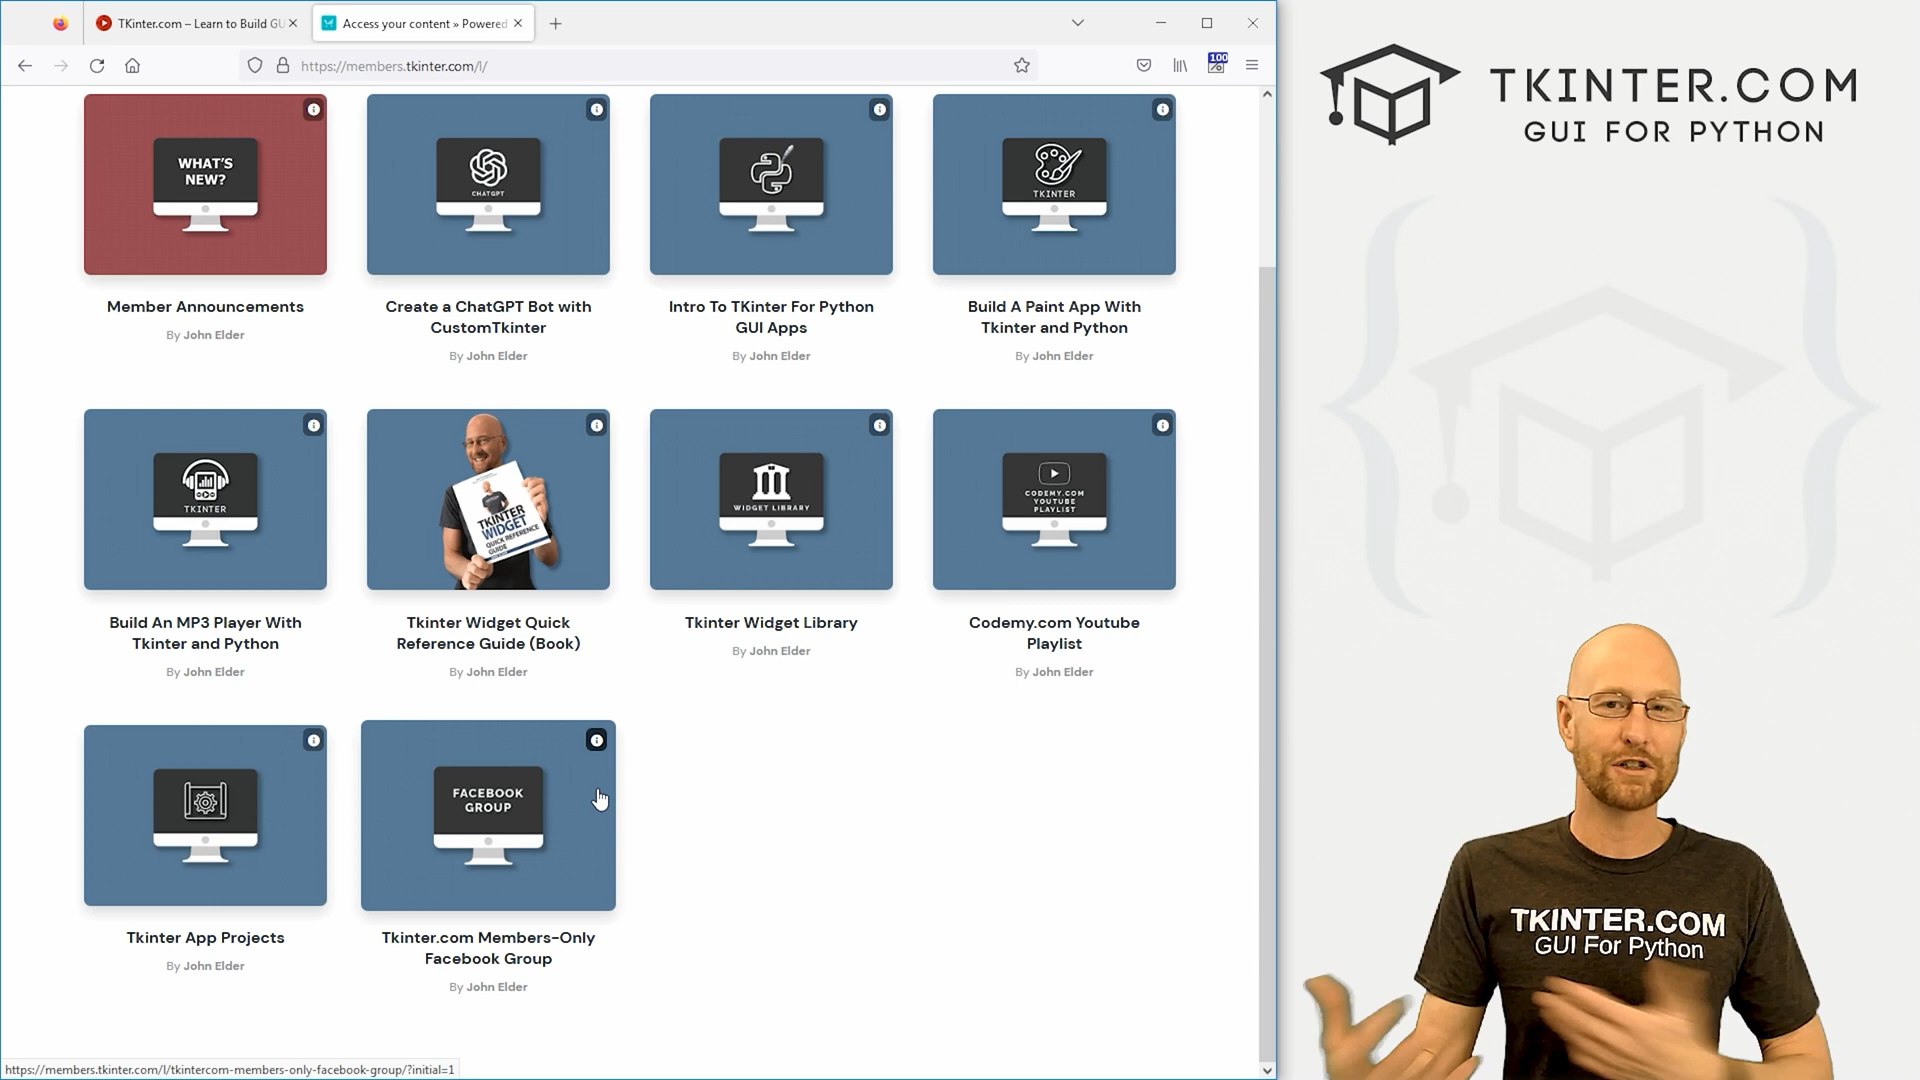 TKinter.com – Learn to Build GU
Access your content » Powered
https://members.tkinter.com/l/
100
TKINTER.COM
GUI FOR PYTHON
WHAT'S
NEW?
CHATGPT
TKINTER
Member Announcements
By John Elder
Create a ChatGPT Bot with
CustomTkinter
By John Elder
Intro To TKinter For Python
GUI Apps
By John Elder
Build A Paint App With
Tkinter and Python
By John Elder
TKINTER
TKINTER
WIDGET
QUICK REFERENCE
GUIDE
WIDGET LIBRARY
CODEMY.COM
YOUTUBE
PLAYLIST
Build An MP3 Player With
Tkinter and Python
By John Elder
Tkinter Widget Quick
Reference Guide (Book)
By John Elder
Tkinter Widget Library
By John Elder
Codemy.com Youtube
Playlist
By John Elder
FACEBOOK
GROUP
Tkinter App Projects
By John Elder
Tkinter.com Members-Only
Facebook Group
By John Elder
TKINTER.COM
GUI For Python
https://members.tkinter.com/l/tkintercom-members-only-facebook-group/?initial=1